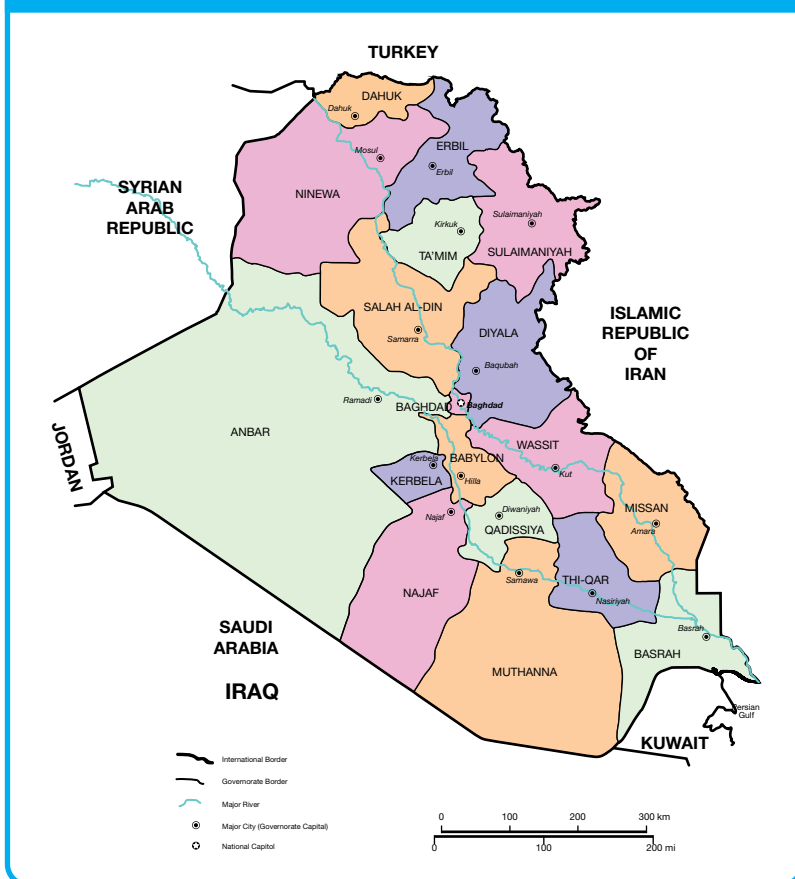 TURKEY
DAHUK
Dahuk
ERBIL
Mosul
Erbil
SYRIAN
ARAB
REPUBLIC
NINEWA
Sulaimaniyah
Kirkuk
TA'MIM
SULAIMANIYAH
SALAH AL-DIN
Samarra
DIYALA
ISLAMIC
REPUBLIC
OF
IRAN
Baqubah
Ramadi
BAGHDAD
Baghdad
ANBAR
JORDAN
WASSIT
BABYLON
Kerbela
KERBELA
Hilla
Kut
MISSAN
Najaf
Diwaniyah
QADISSIYA
Amara
Samawa
THI-QAR
NAJAF
Nasiriyah
SAUDI
ARABIA
Basrah
BASRAH
MUTHANNA
IRAQ
Persian
Gulf
KUWAIT
International Border
Governorate Border
Major River
Major City (Governorate Capital)
National Capitol
0 100 200 300 km
0 100 200 mi